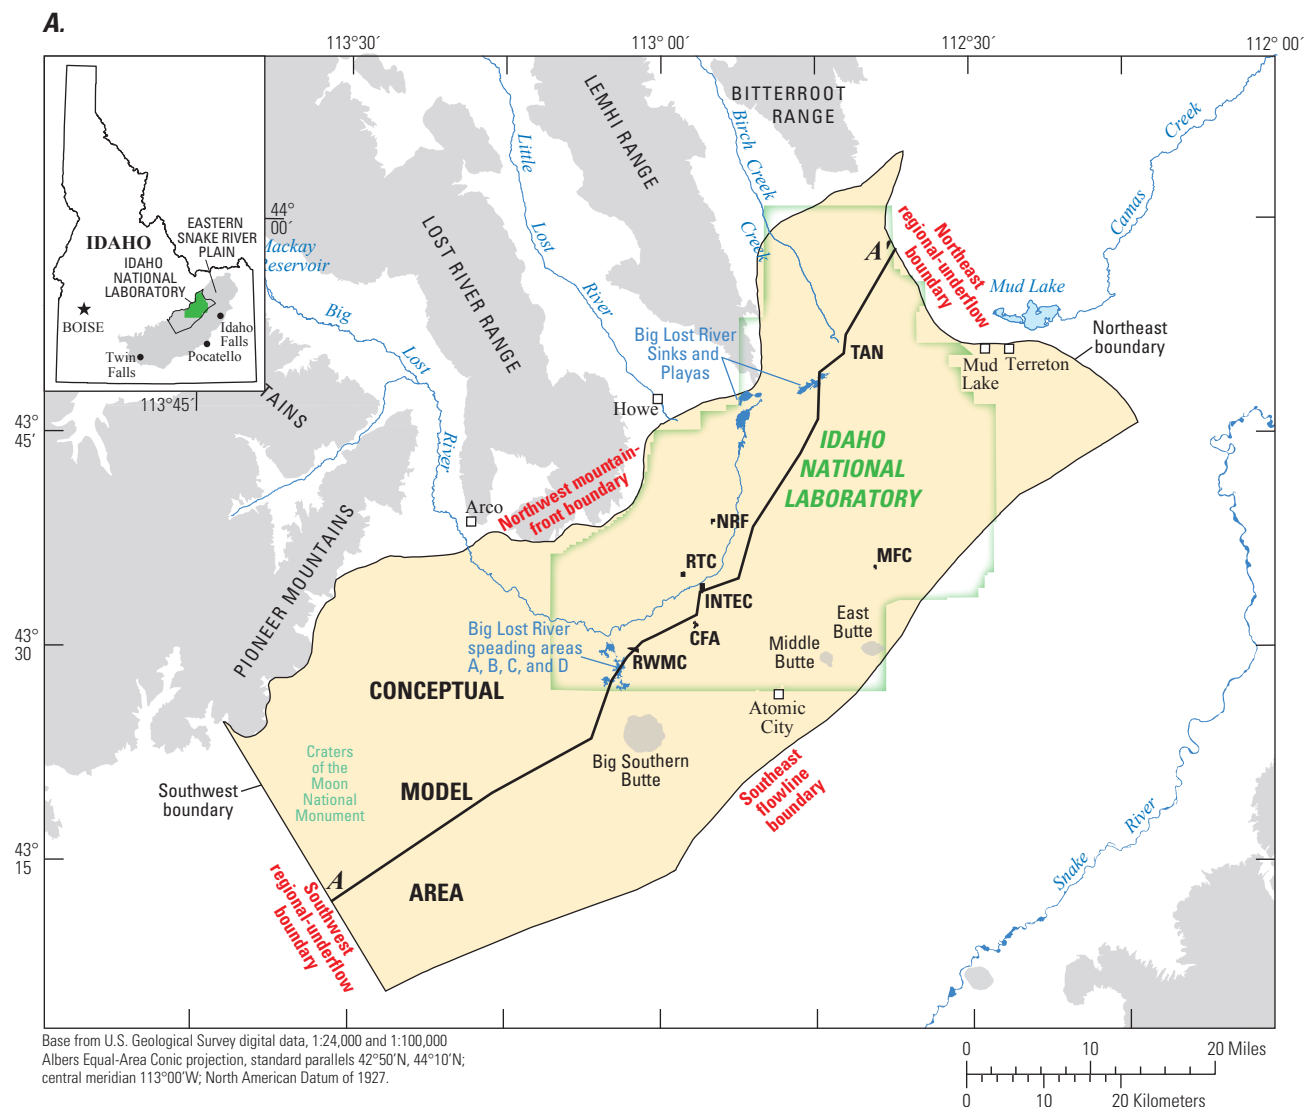 A.
113°30´
113° 00´
112°30´
112° 00´
44°
00´
113°45´
43°
45´
43°
30
43°
15
IDAHO
EASTERN
SNAKE RIVER
PLAIN
IDAHO
NATIONAL
LABORATORY
BOISE
Idaho
Falls
Pocatello
Twin
Falls
Mackay
Reservoir
Big
Lost
River
Little
Lost
River
LEMHI RANGE
LOST RIVER RANGE
BITTERROOT
RANGE
Birch Creek
Creek
Camas
Creek
Mud Lake
Northeast
regional-underflow
boundary
Northeast
boundary
Mud
Lake
Terreton
A'
TAN
Big Lost River
Sinks and
Playas
Howe
Arco
TAINS
PIONEER MOUNTAINS
Northwest mountain-
front boundary
IDAHO
NATIONAL
LABORATORY
NRF
RTC
MFC
INTEC
CFA
RWMC
East
Butte
Middle
Butte
Atomic
City
Big Lost River
speading areas
A, B, C, and D
CONCEPTUAL
MODEL
AREA
Craters
of the
Moon
National
Monument
Big Southern
Butte
Southwest
boundary
A
Southwest
regional-underflow
boundary
Southeast
flowline
boundary
Snake
River
Base from U.S. Geological Survey digital data, 1:24,000 and 1:100,000
Albers Equal-Area Conic projection, standard parallels 42°50'N, 44°10'N;
central meridian 113°00'W; North American Datum of 1927.
0 10 20 Miles
0 10 20 Kilometers